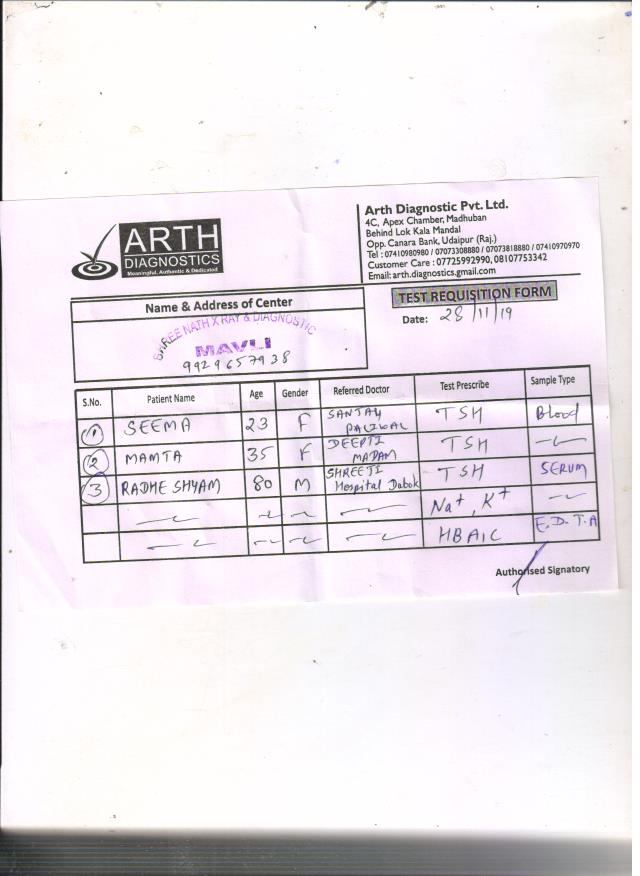 ARTH
DIAGNOSTICS
Meaningful, Authentic & Dedicated
Arth Diagnostic Pvt. Ltd.
4C, Apex Chamber, Madhuban
Behind Lok Kala Mandal
Opp. Canara Bank, Udaipur (Raj.)
Tel : 07410980980 / 07073308880 / 07073818880 / 07410970970
Customer Care : 07725992990, 08107753342
Email: arth.diagnostics.gmail.com
Name & Address of Center
SHREE NATH X RAY & DIAGNOSTIC
MAVLI
9929657938
TEST REQUISITION FORM
Date: 28/11/19
S.No. Patient Name Age Gender Referred Doctor Test Prescribe Sample Type
1 SEEMA 23 F SANJAY PALIWAL TSH Blood
2 MAMTA 35 F DEEPTI MADAM TSH -~-
3 RADHE SHYAM 80 M SHREEJI Hospital Dabok TSH SERUM
-~- -~- -~- -~- Na+, K+ -~-
-~- -~- -~- -~- HBAIC E.D.T.A
Authorised Signatory